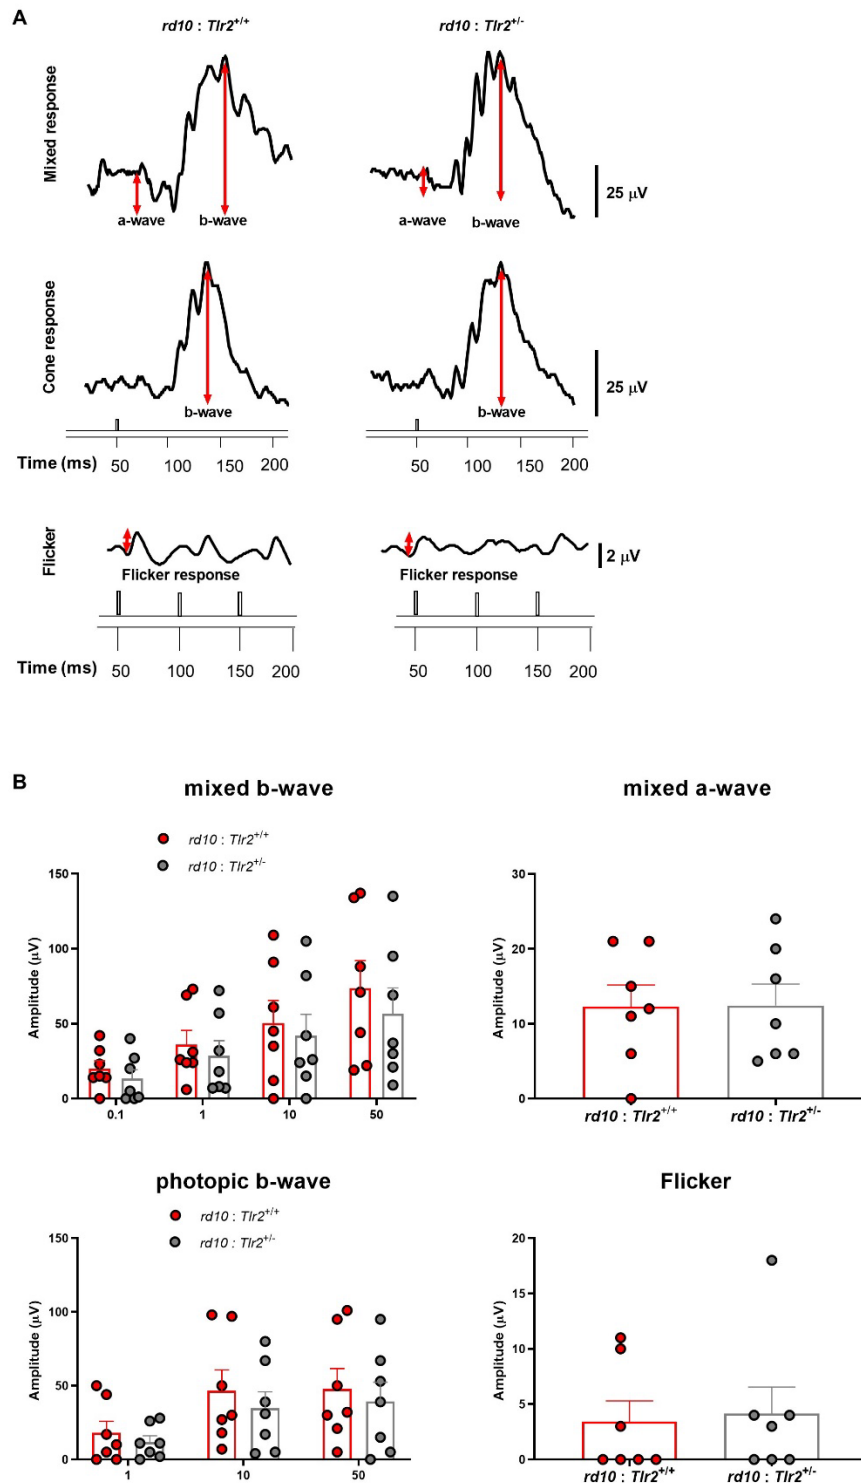 A
rd10 : Tlr2+/+
rd10 : Tlr2+/-
Mixed response
a-wave
b-wave
a-wave
b-wave
25 µV
Cone response
b-wave
b-wave
25 µV
Time (ms) 50 100 150 200
50 100 150 200
Flicker
Flicker response
Flicker response
2 µV
Time (ms) 50 100 150 200
50 100 150 200
B
mixed b-wave
rd10 : Tlr2+/+
rd10 : Tlr2+/-
Amplitude (µV)
150
100
50
0
0.1 1 10 50
mixed a-wave
Amplitude (µV)
30
20
10
0
rd10 : Tlr2+/+ rd10 : Tlr2+/-
photopic b-wave
rd10 : Tlr2+/+
rd10 : Tlr2+/-
Amplitude (µV)
150
100
50
0
1 10 50
Flicker
Amplitude (µV)
20
15
10
5
0
rd10 : Tlr2+/+ rd10 : Tlr2+/-